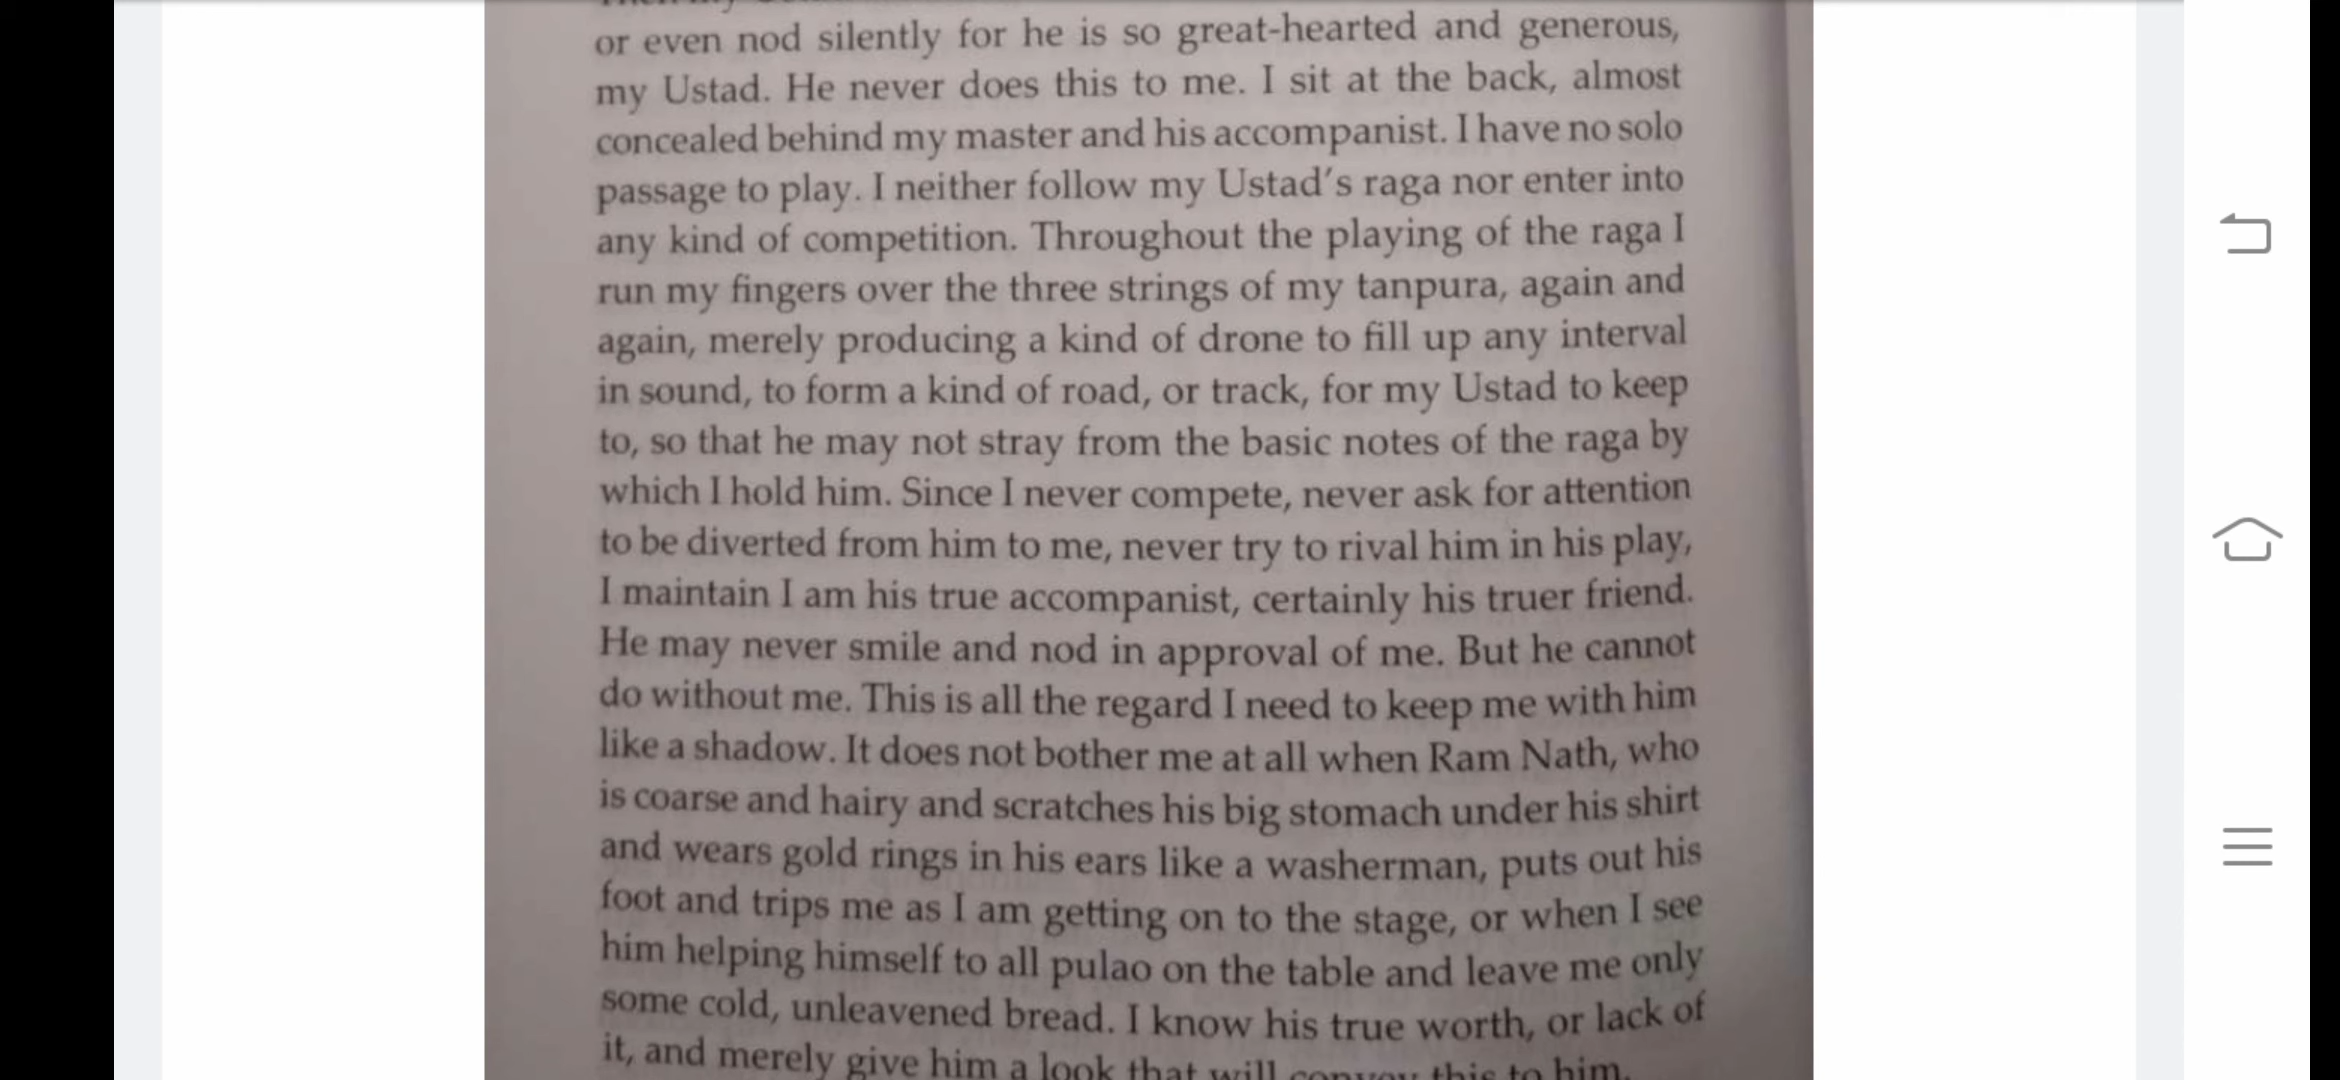 or even nod silently for he is so great-hearted and generous,
my Ustad. He never does this to me. I sit at the back, almost
concealed behind my master and his accompanist. I have no solo
passage to play. I neither follow my Ustad's raga nor enter into
any kind of competition. Throughout the playing of the raga I
run my fingers over the three strings of my tanpura, again and
again, merely producing a kind of drone to fill up any interval
in sound, to form a kind of road, or track, for my Ustad to keep
to, so that he may not stray from the basic notes of the raga by
which I hold him. Since I never compete, never ask for attention
to be diverted from him to me, never try to rival him in his play,
I maintain I am his true accompanist, certainly his truer friend.
He may never smile and nod in approval of me. But he cannot
do without me. This is all the regard I need to keep me with him
like a shadow. It does not bother me at all when Ram Nath, who
is coarse and hairy and scratches his big stomach under his shirt
and wears gold rings in his ears like a washerman, puts out his
foot and trips me as I am getting on to the stage, or when I see
him helping himself to all pulao on the table and leave me only
some cold, unleavened bread. I know his true worth, or lack of
it, and merely give him a look that will convey this to him.